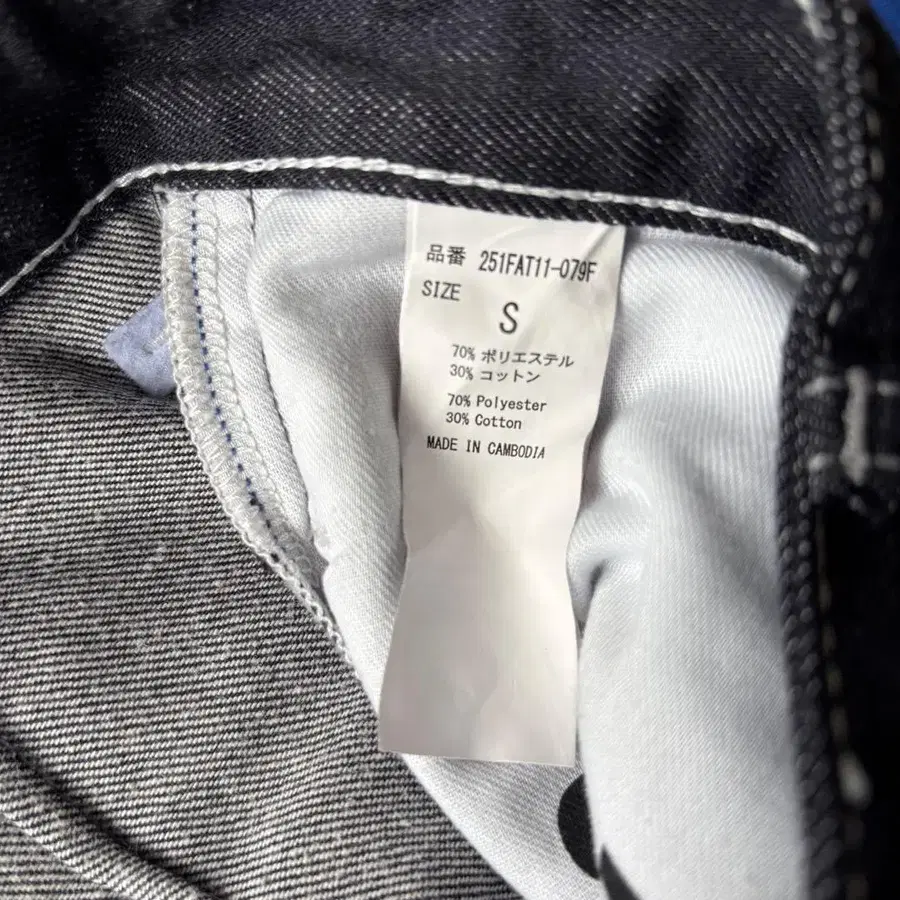 品番 251FAT11-079F
SIZE
S
70% ポリエステル
30% コットン
70% Polyester
30% Cotton
MADE IN CAMBODIA